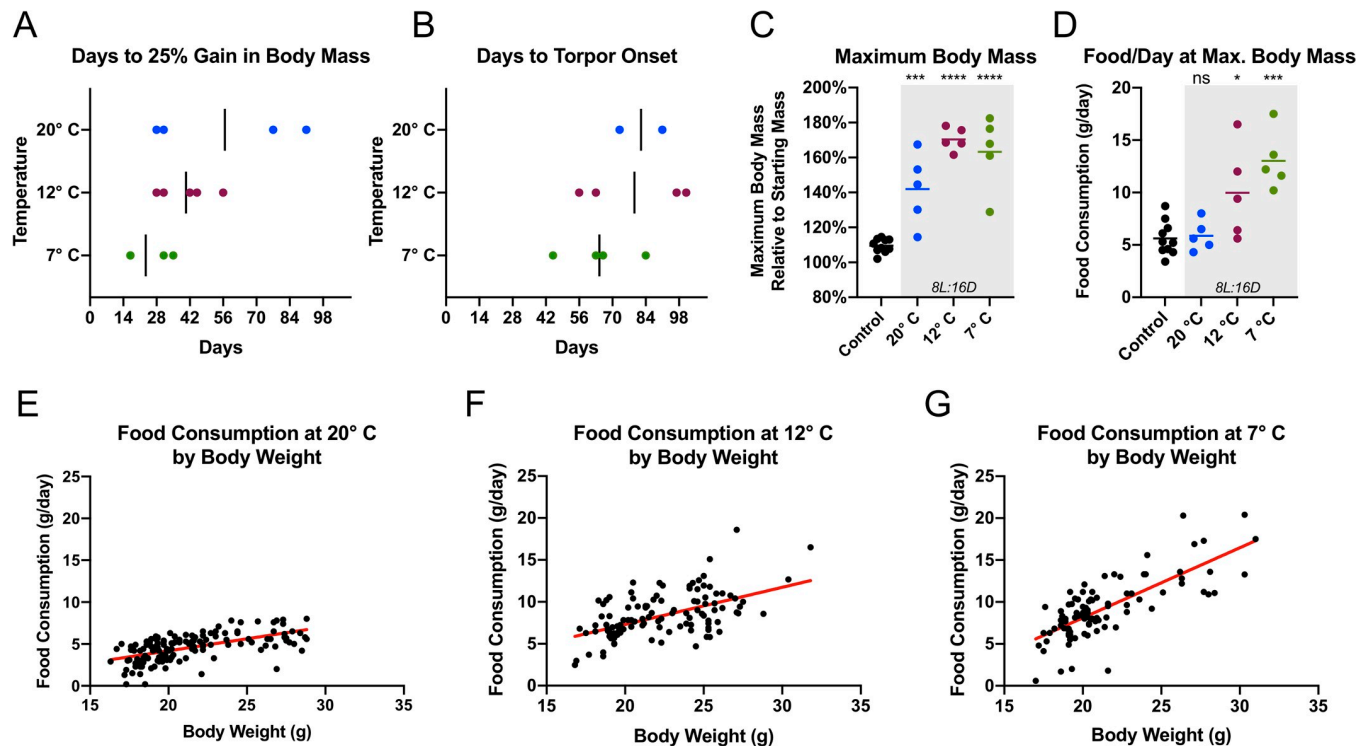 A
Days to 25% Gain in Body Mass
Temperature
20° C
12° C
7° C
0 14 28 42 56 70 84 98
Days
B
Days to Torpor Onset
Temperature
20° C
12° C
7° C
0 14 28 42 56 70 84 98
Days
C
Maximum Body Mass
*** **** ****
Maximum Body Mass
Relative to Starting Mass
200%
180%
160%
140%
120%
100%
80%
8L:16D
Control 20° C 12° C 7° C
D
Food/Day at Max. Body Mass
ns * ***
Food Consumption (g/day)
20
15
10
5
0
8L:16D
Control 20 °C 12 °C 7 °C
E
Food Consumption at 20° C
by Body Weight
Food Consumption (g/day)
25
20
15
10
5
0
15 20 25 30 35
Body Weight (g)
F
Food Consumption at 12° C
by Body Weight
Food Consumption (g/day)
25
20
15
10
5
0
15 20 25 30 35
Body Weight (g)
G
Food Consumption at 7° C
by Body Weight
Food Consumption (g/day)
25
20
15
10
5
0
15 20 25 30 35
Body Weight (g)